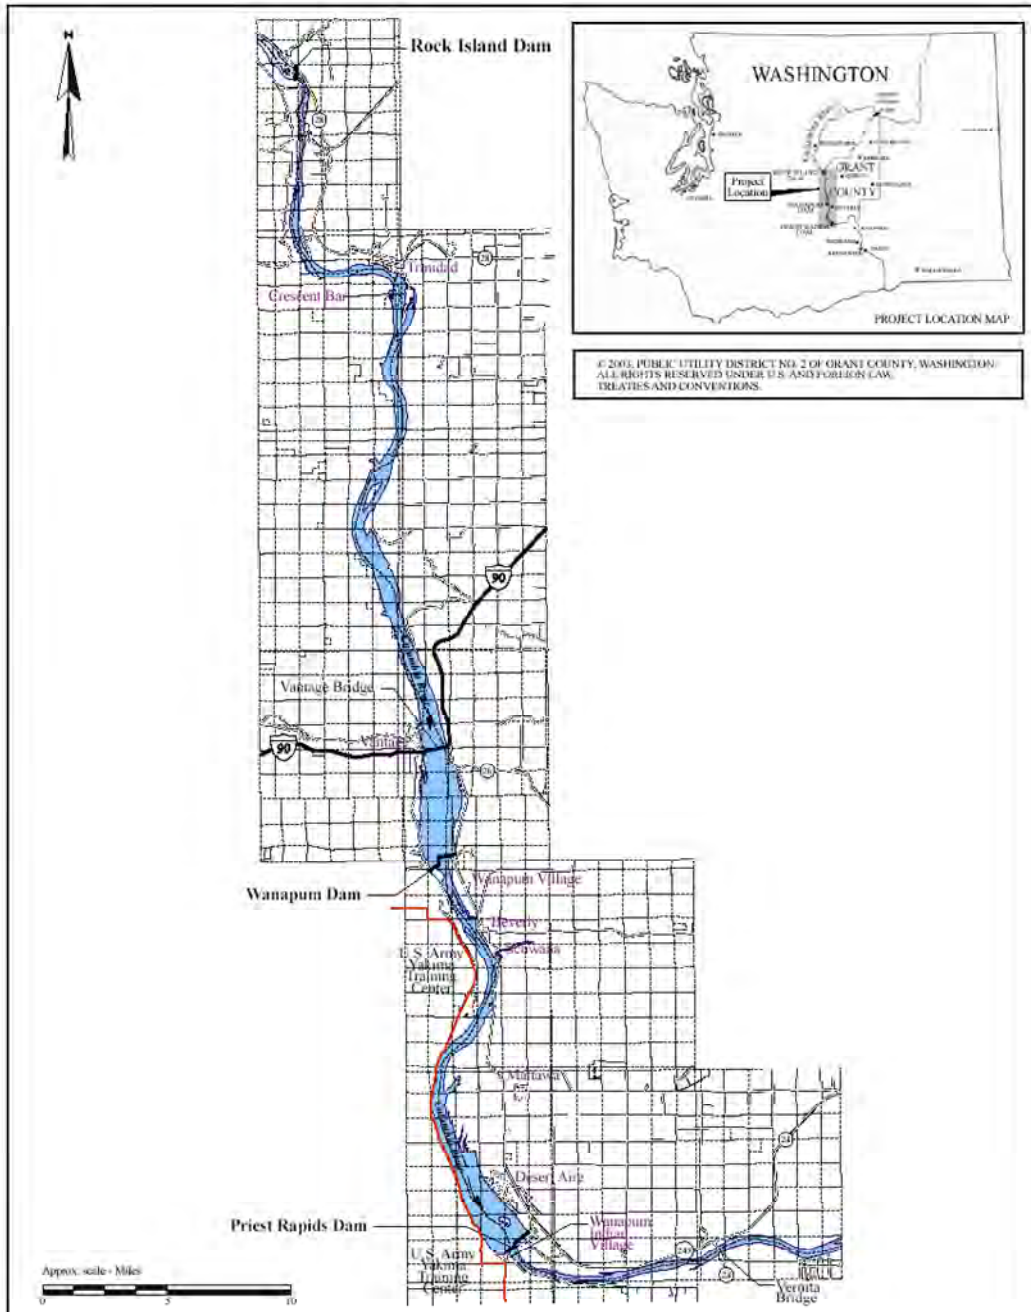 N
Rock Island Dam
28
Trinidad
28
Crescent Bar
90
Columbia River
Vantage Bridge
Vantage
90
26
Wanapum Dam
Wanapum Village
Beverly
Schwana
U.S. Army
Yakima
Training
Center
Mattawa
24
Desert Aire
Priest Rapids Dam
Wanapum
Indian
Village
U.S. Army
Yakima
Training
Center
243
24
Vernita
Bridge
Approx. scale - Miles
0
5
10
WASHINGTON
GRANT
COUNTY
Project
Location
PROJECT LOCATION MAP
© 2003, PUBLIC UTILITY DISTRICT NO. 2 OF GRANT COUNTY, WASHINGTON
ALL RIGHTS RESERVED UNDER U.S. AND FOREIGN LAW,
TREATIES AND CONVENTIONS.